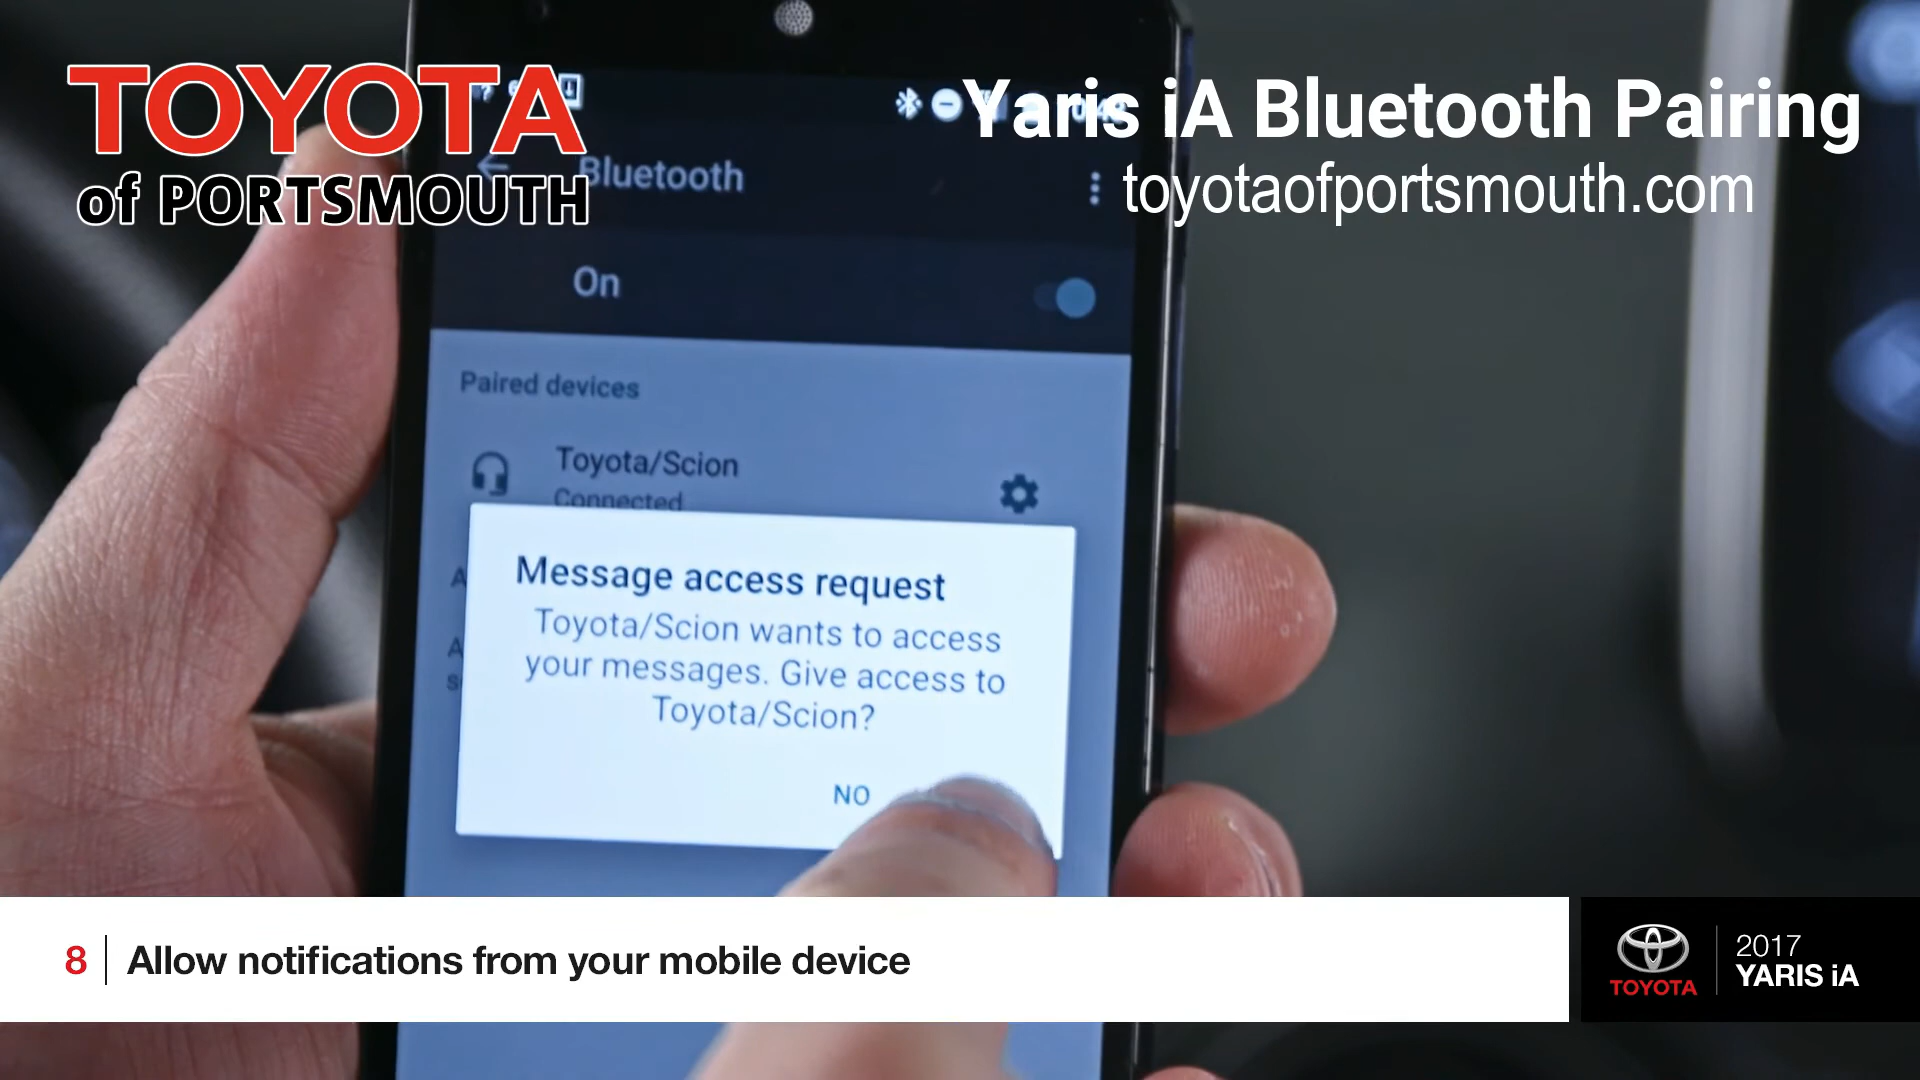 TOYOTA
of PORTSMOUTH
Yaris iA Bluetooth Pairing
toyotaofportsmouth.com
Bluetooth
On
Paired devices
Toyota/Scion
Connected
Message access request
Toyota/Scion wants to access
your messages. Give access to
Toyota/Scion?
NO
8 Allow notifications from your mobile device
TOYOTA
2017
YARIS iA